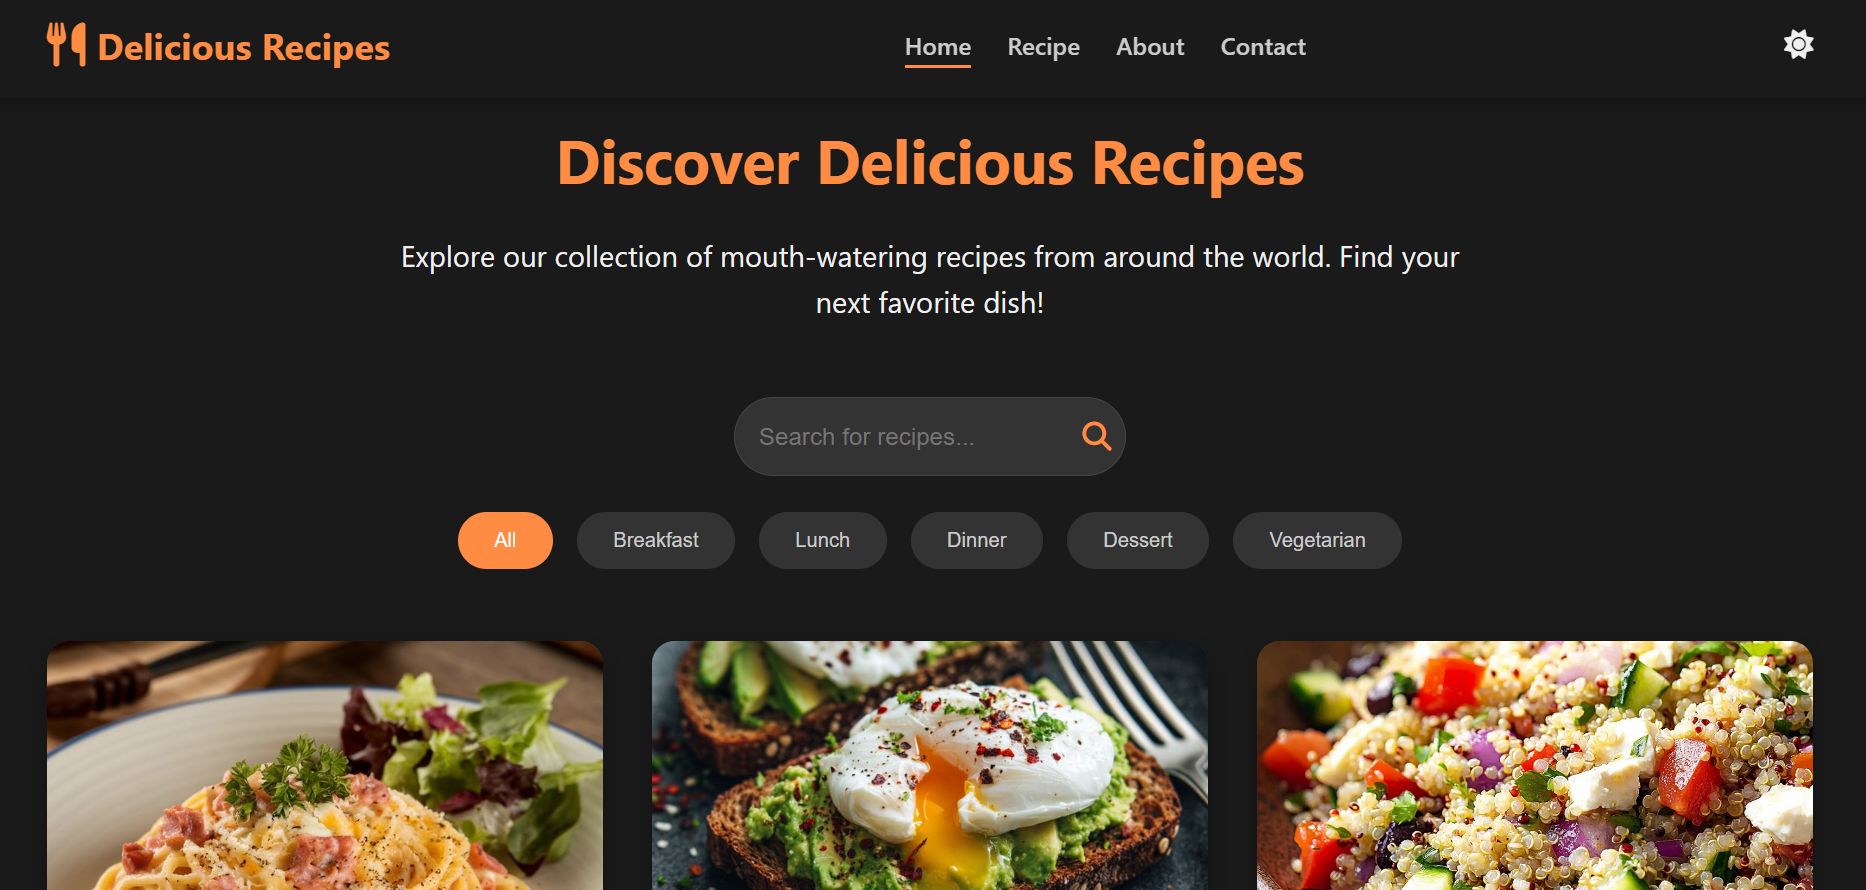 Delicious Recipes
Home
Recipe
About
Contact
Discover Delicious Recipes
Explore our collection of mouth-watering recipes from around the world. Find your
next favorite dish!
Search for recipes...
All
Breakfast
Lunch
Dinner
Dessert
Vegetarian